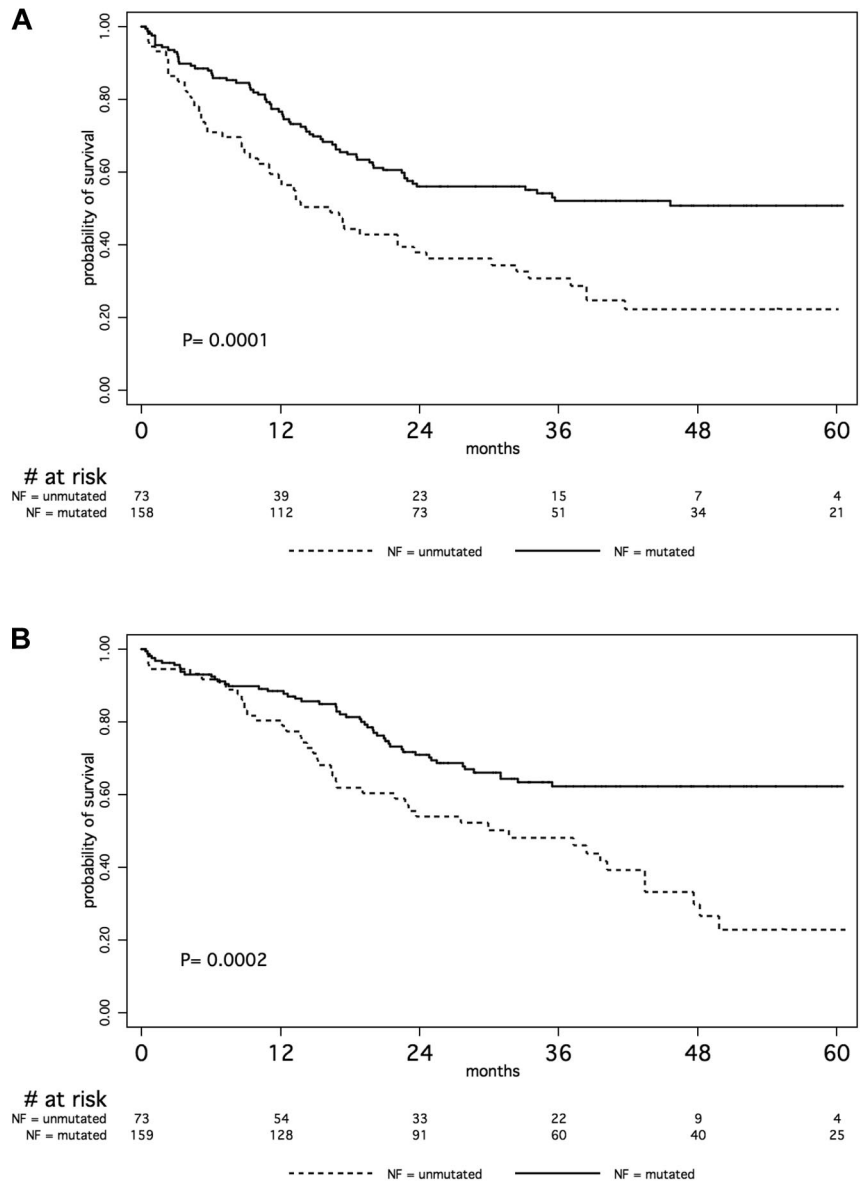 A
probability of survival
1.00
0.80
0.60
0.40
0.20
0.00
P= 0.0001
0 12 24 36 48 60
months
# at risk
NF = unmutated 73 39 23 15 7 4
NF = mutated 158 112 73 51 34 21
NF = unmutated NF = mutated
B
probability of survival
1.00
0.80
0.60
0.40
0.20
0.00
P= 0.0002
0 12 24 36 48 60
months
# at risk
NF = unmutated 73 54 33 22 9 4
NF = mutated 159 128 91 60 40 25
NF = unmutated NF = mutated